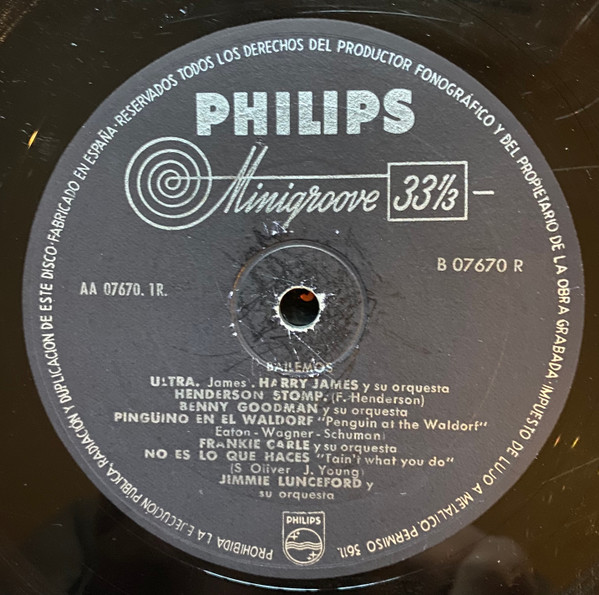 FABRICADO EN ESPAÑA·RESERVADOS TODOS LOS DERECHOS DEL PRODUCTOR FONOGRÁFICO Y DEL PROPIETARIO DE LA OBRA GRABADA·IMPUESTO DE LUJO A METALICO. PERMISO 361L
PROHIBIDA LA EJECUCION PUBLICA, RADIACIÓN Y DUPLICACION DE ESTE DISCO·
PHILIPS
Minigroove 33⅓
B 07670 R
AA 07670. 1R.
BAILEMOS
ULTRA. James). HARRY JAMES y su orquesta
HENDERSON STOMP. (F. Henderson)
BENNY GOODMAN y su orquesta
PINGÜINO EN EL WALDORF "Penguin at the Waldorf"
Eaton - Wagner - Schuman)
FRANKIE CARLE y su orquesta
NO ES LO QUE HACES "Tain't what you do"
(S. Oliver J. Young)
JIMMIE LUNCEFORD y
su orquesta
PHILIPS